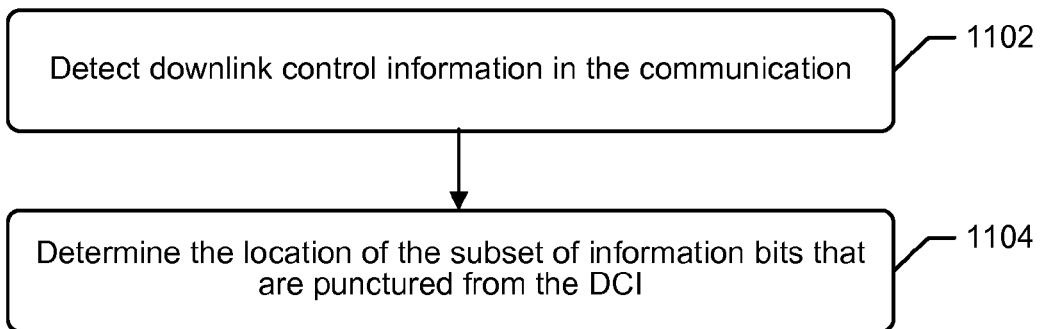 Detect downlink control information in the communication
1102
Determine the location of the subset of information bits that
are punctured from the DCI
1104